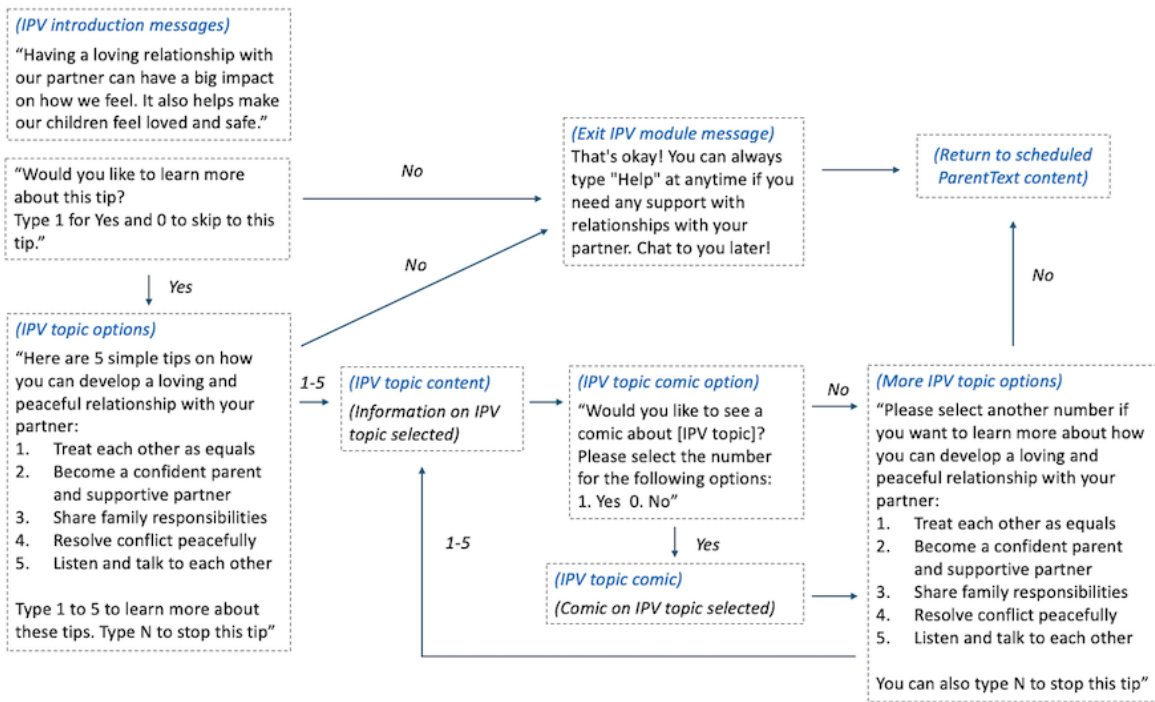 (IPV introduction messages)
“Having a loving relationship with
our partner can have a big impact
on how we feel. It also helps make
our children feel loved and safe.”
“Would you like to learn more
about this tip?
Type 1 for Yes and 0 to skip to this
tip.”
No
(Exit IPV module message)
That's okay! You can always
type "Help" at anytime if you
need any support with
relationships with your
partner. Chat to you later!
(Return to scheduled
ParentText content)
Yes
No
No
(IPV topic options)
“Here are 5 simple tips on how
you can develop a loving and
peaceful relationship with your
partner:
1. Treat each other as equals
2. Become a confident parent
and supportive partner
3. Share family responsibilities
4. Resolve conflict peacefully
5. Listen and talk to each other
Type 1 to 5 to learn more about
these tips. Type N to stop this tip”
1-5
(IPV topic content)
(Information on IPV
topic selected)
(IPV topic comic option)
“Would you like to see a
comic about [IPV topic]?
Please select the number
for the following options:
1. Yes 0. No”
No
Yes
(IPV topic comic)
(Comic on IPV topic selected)
1-5
(More IPV topic options)
“Please select another number if
you want to learn more about how
you can develop a loving and
peaceful relationship with your
partner:
1. Treat each other as equals
2. Become a confident parent
and supportive partner
3. Share family responsibilities
4. Resolve conflict peacefully
5. Listen and talk to each other
You can also type N to stop this tip”